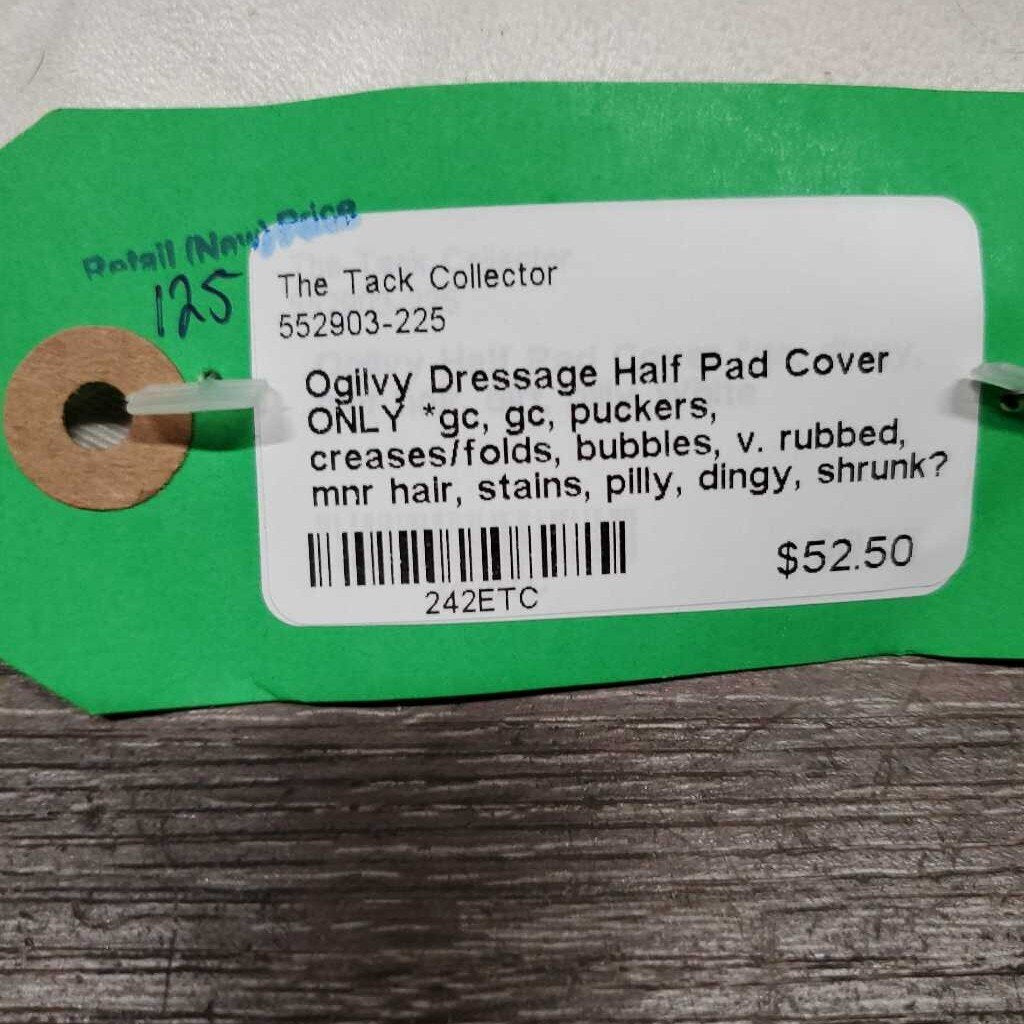 Retail (New) Price
125
The Tack Collector
552903-225
Ogilvy Dressage Half Pad Cover
ONLY *gc, gc, puckers,
creases/folds, bubbles, v. rubbed,
mnr hair, stains, pilly, dingy, shrunk?
$52.50
242ETC